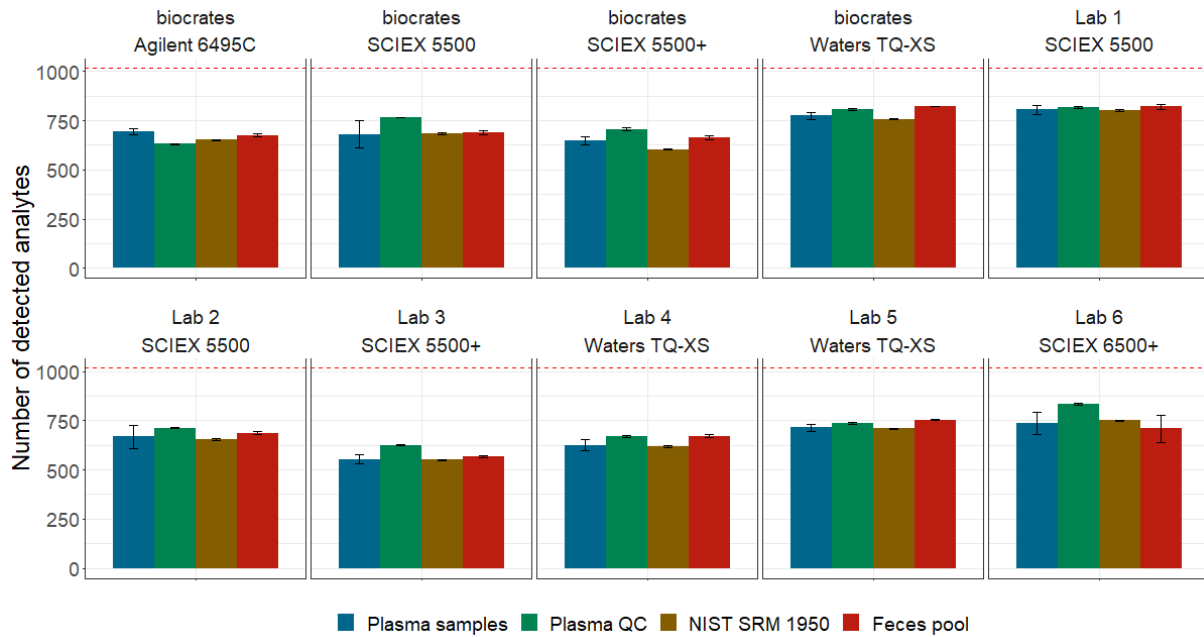 biocrates
Agilent 6495C
biocrates
SCIEX 5500
biocrates
SCIEX 5500+
biocrates
Waters TQ-XS
Lab 1
SCIEX 5500
1000
750
500
250
0
Number of detected analytes
Lab 2
SCIEX 5500
Lab 3
SCIEX 5500+
Lab 4
Waters TQ-XS
Lab 5
Waters TQ-XS
Lab 6
SCIEX 6500+
1000
750
500
250
0
Plasma samples Plasma QC NIST SRM 1950 Feces pool